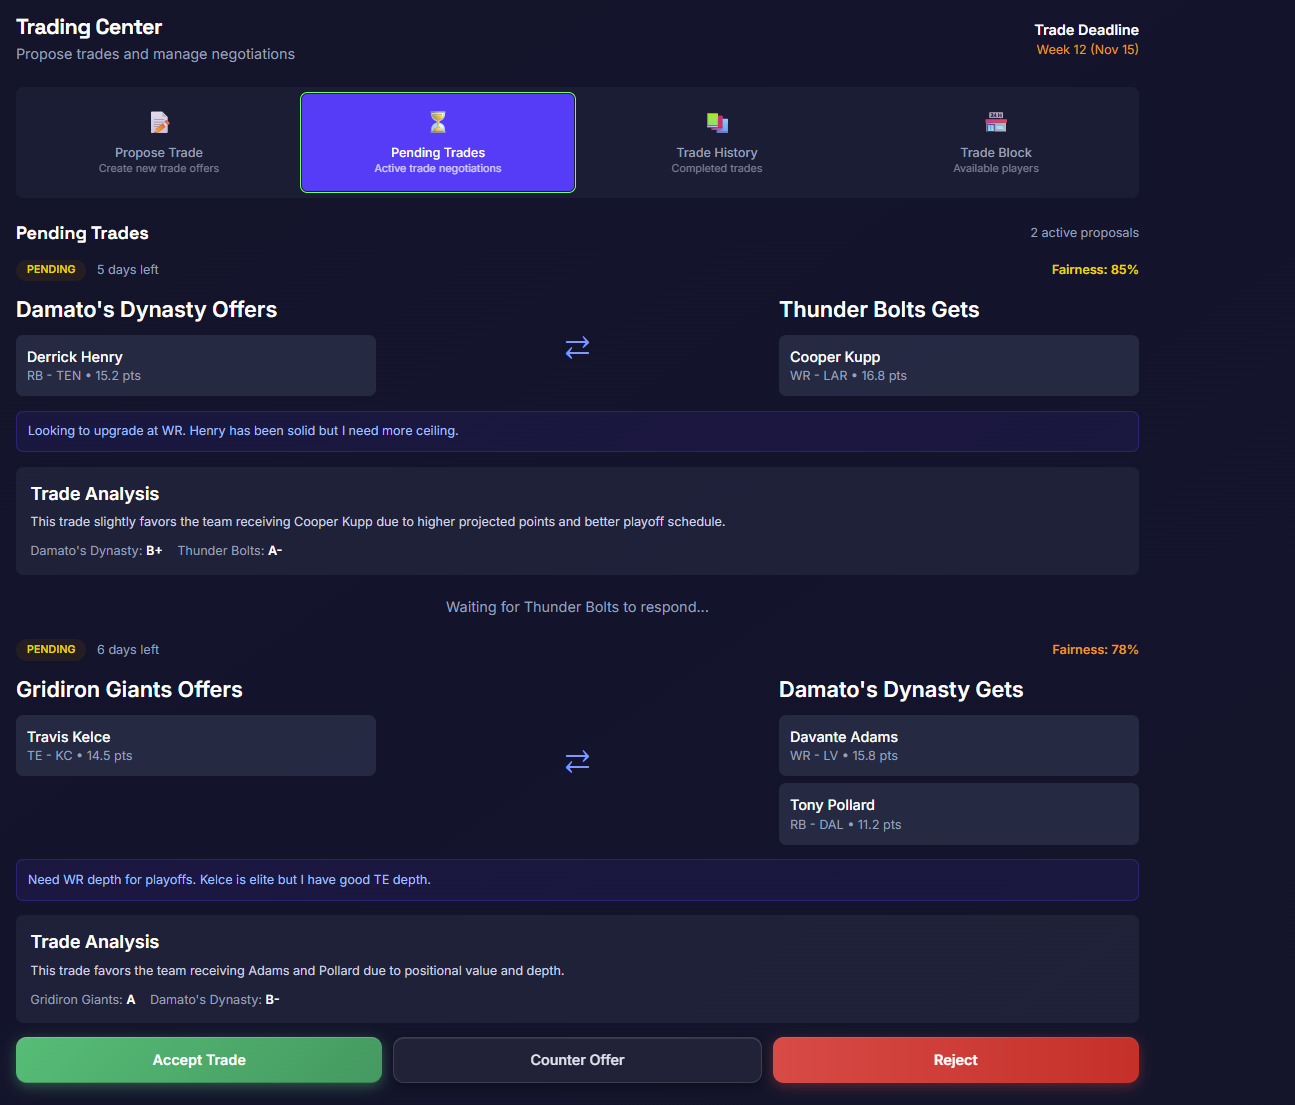 Trading Center
Propose trades and manage negotiations
Trade Deadline
Week 12 (Nov 15)
Propose Trade
Create new trade offers
Pending Trades
Active trade negotiations
Trade History
Completed trades
24H
Trade Block
Available players
Pending Trades
2 active proposals
PENDING
5 days left
Fairness: 85%
Damato's Dynasty Offers
Derrick Henry
RB - TEN • 15.2 pts
Thunder Bolts Gets
Cooper Kupp
WR - LAR • 16.8 pts
Looking to upgrade at WR. Henry has been solid but I need more ceiling.
Trade Analysis
This trade slightly favors the team receiving Cooper Kupp due to higher projected points and better playoff schedule.
Damato's Dynasty: B+ Thunder Bolts: A-
Waiting for Thunder Bolts to respond...
PENDING
6 days left
Fairness: 78%
Gridiron Giants Offers
Travis Kelce
TE - KC • 14.5 pts
Damato's Dynasty Gets
Davante Adams
WR - LV • 15.8 pts
Tony Pollard
RB - DAL • 11.2 pts
Need WR depth for playoffs. Kelce is elite but I have good TE depth.
Trade Analysis
This trade favors the team receiving Adams and Pollard due to positional value and depth.
Gridiron Giants: A Damato's Dynasty: B-
Accept Trade
Counter Offer
Reject